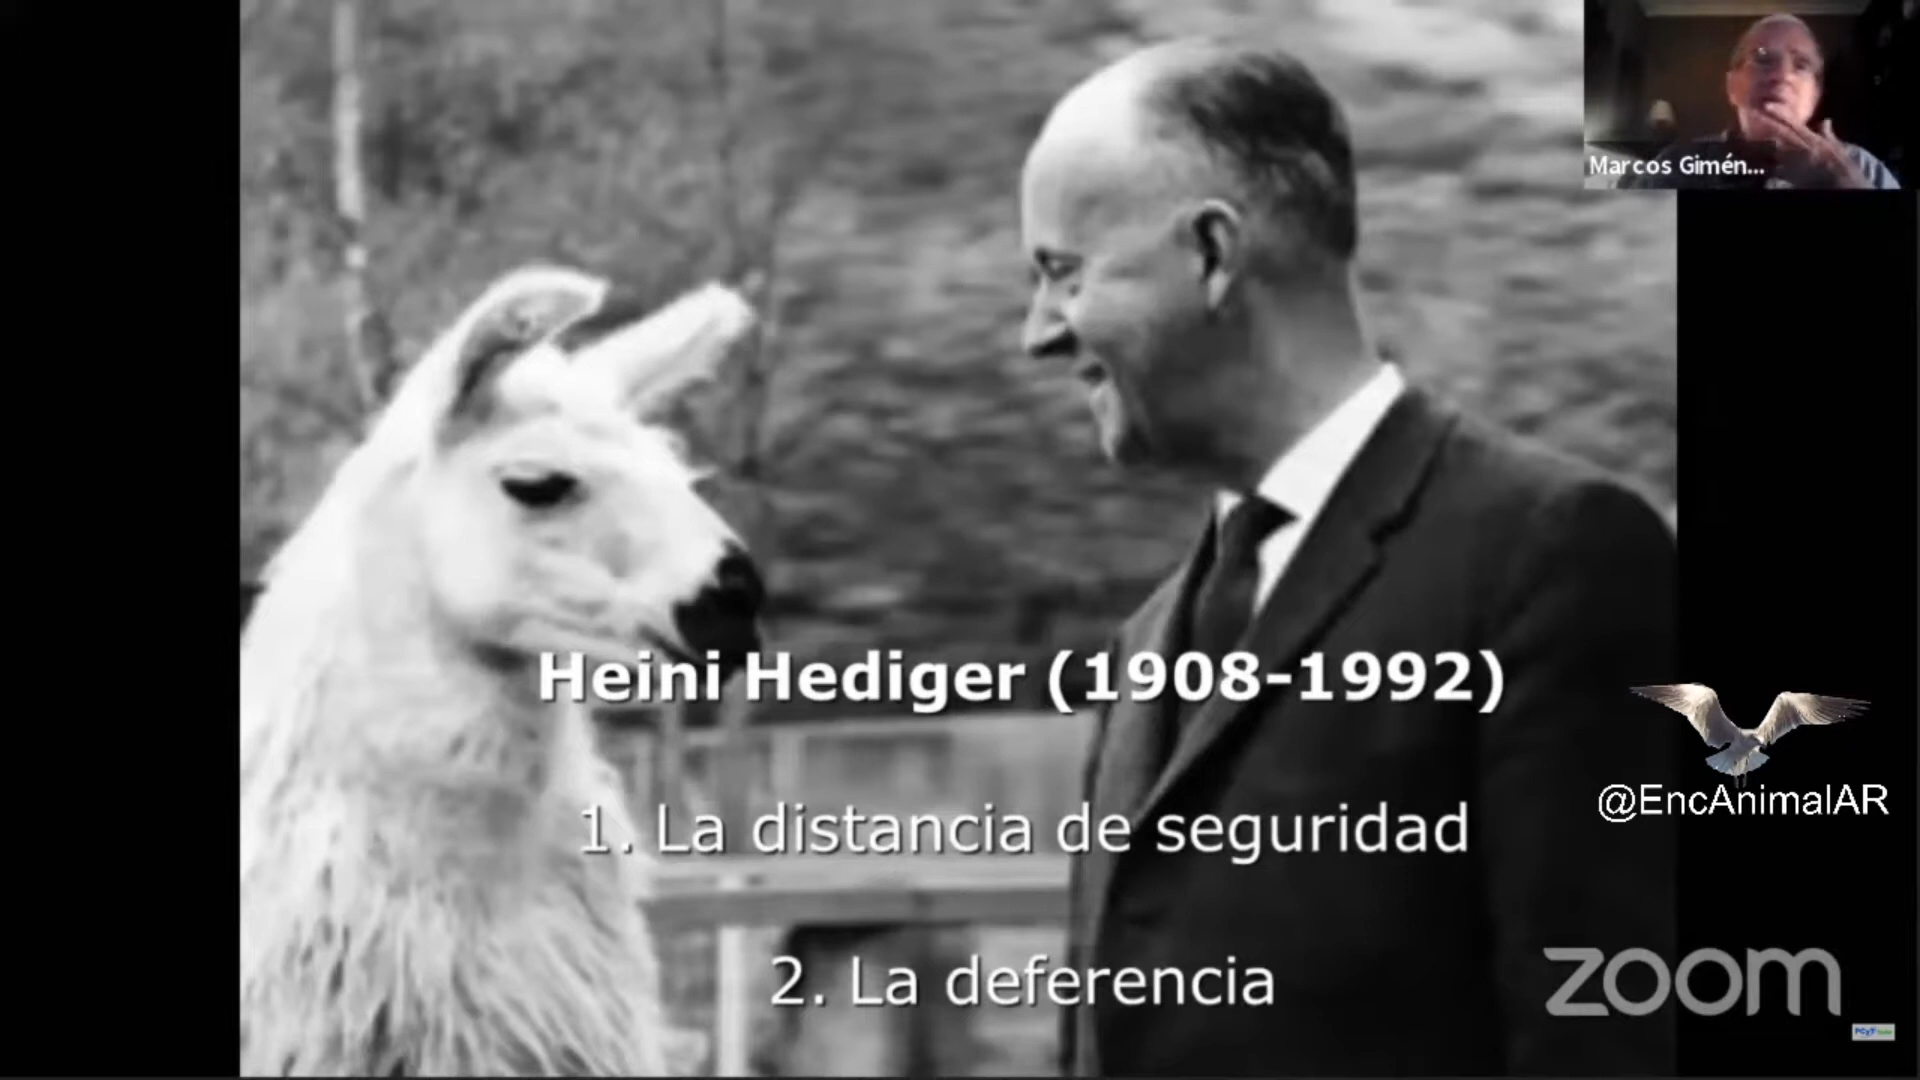 Marcos Gimén...
Heini Hediger (1908-1992)
1. La distancia de seguridad
@EncAnimalAR
2. La deferencia
zoom